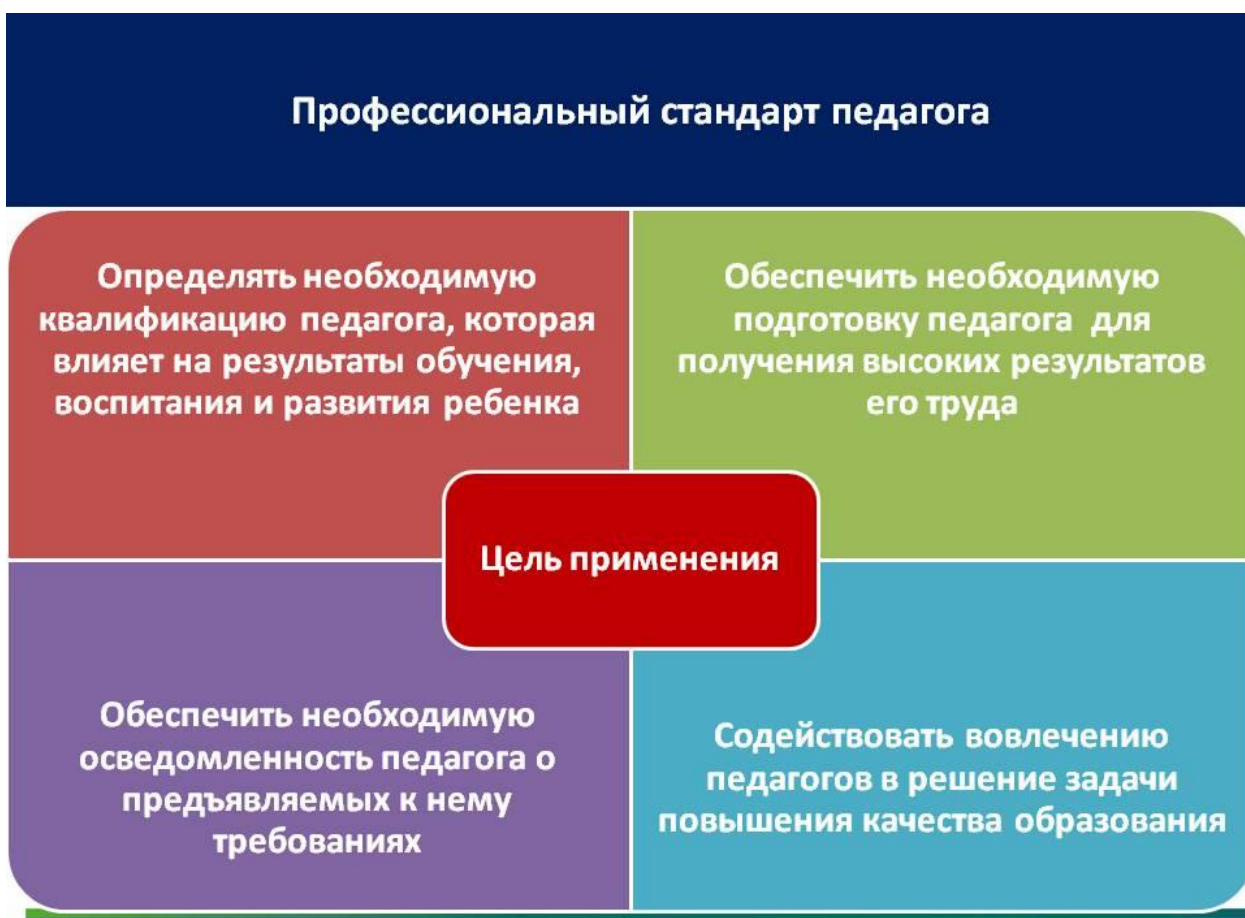 Профессиональный стандарт педагога
Определять необходимую
квалификацию педагога, которая
влияет на результаты обучения,
воспитания и развития ребенка
Обеспечить необходимую
подготовку педагога для
получения высоких результатов
его труда
Цель применения
Обеспечить необходимую
осведомленность педагога о
предъявляемых к нему
требованиях
Содействовать вовлечению
педагогов в решение задачи
повышения качества образования